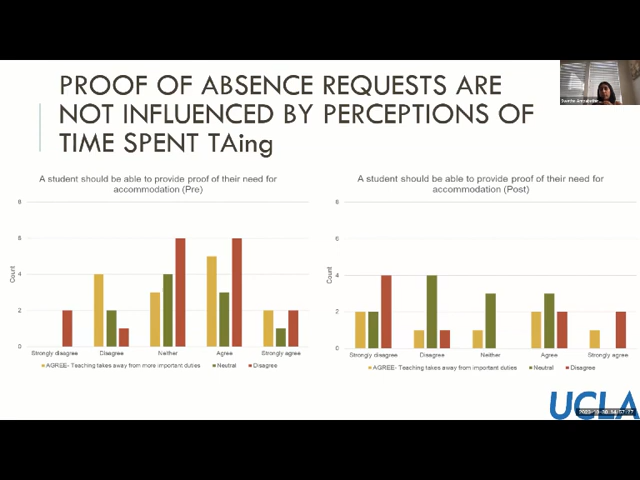 PROOF OF ABSENCE REQUESTS ARE
NOT INFLUENCED BY PERCEPTIONS OF
TIME SPENT TAing
A student should be able to provide proof of their need for
accommodation (Pre)
8
6
4
2
0
Count
Strongly disagree Disagree Neither Agree Strongly agree
AGREE- Teaching takes away from more important duties Neutral Disagree
A student should be able to provide proof of their need for
accommodation (Post)
8
6
4
2
0
Count
Strongly disagree Disagree Neither Agree Strongly agree
AGREE- Teaching takes away from important duties Neutral Disagree
UCLA